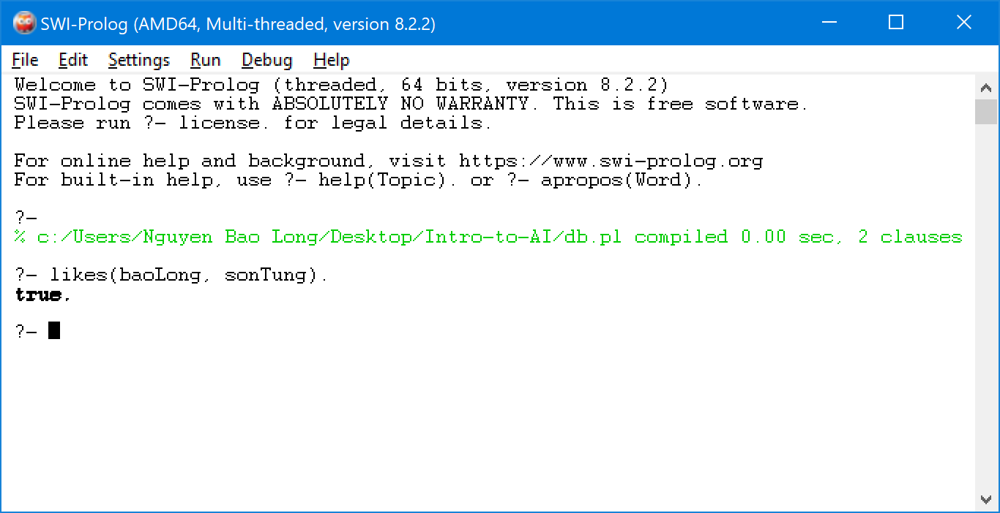 SWI-Prolog (AMD64, Multi-threaded, version 8.2.2)
File Edit Settings Run Debug Help
Welcome to SWI-Prolog (threaded, 64 bits, version 8.2.2)
SWI-Prolog comes with ABSOLUTELY NO WARRANTY. This is free software.
Please run ?- license. for legal details.
For online help and background, visit https://www.swi-prolog.org
For built-in help, use ?- help(Topic). or ?- apropos(Word).
?-
% c:/Users/Nguyen Bao Long/Desktop/Intro-to-AI/db.pl compiled 0.00 sec, 2 clauses
?- likes(baoLong, sonTung).
true.
?-